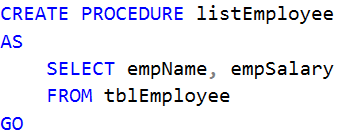 CREATE PROCEDURE listEmployee
AS
    SELECT empName, empSalary
    FROM tblEmployee
GO